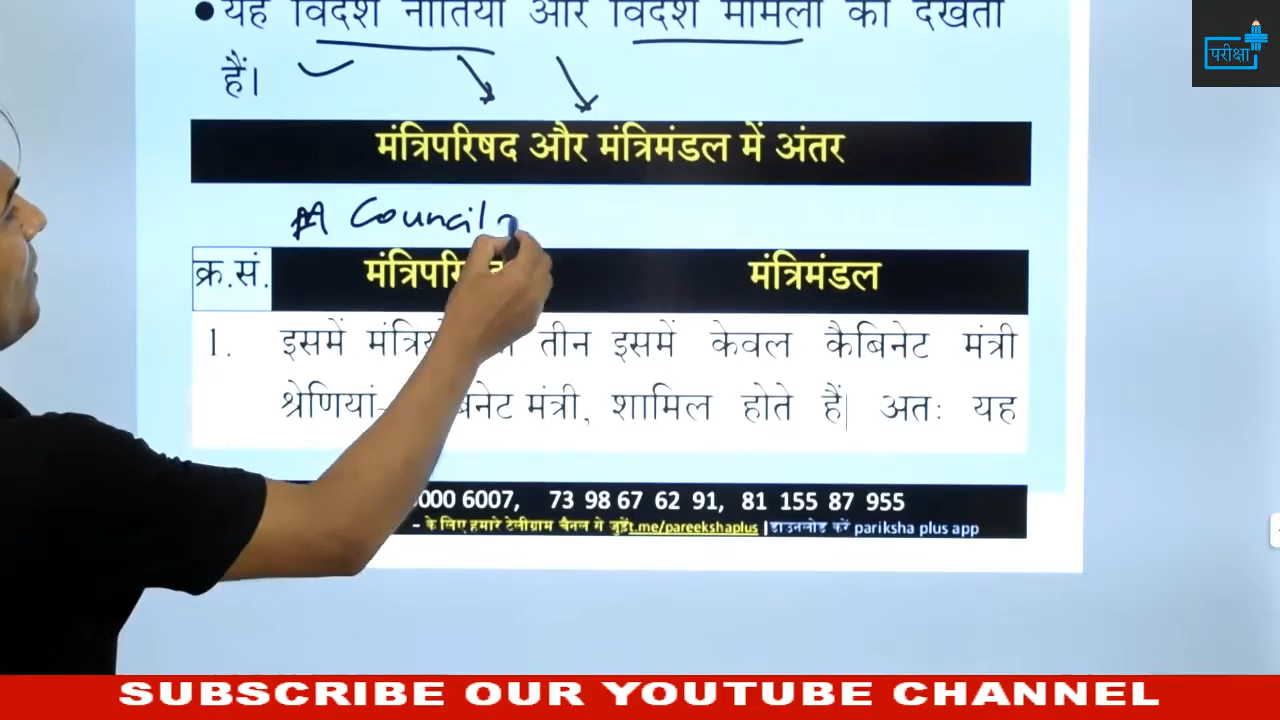 •यह विदेश नीतियों और विदेश मामलों को देखती
हैं।
परीक्षा
मंत्रिपरिषद और मंत्रिमंडल में अंतर
A Council
क्र.सं. मंत्रिमंडल
1. इसमें तीन इसमें केवल कैबिनेट मंत्री
श्रेणियां- मंत्री, शामिल होते हैं| अतः यह
000 6007, 73 98 67 62 91, 81 155 87 955
– के लिए हमारे टेलीग्राम चैनल से जुड़ें t.me/pareekshaplus | डाउनलोड करें pariksha plus app
SUBSCRIBE OUR YOUTUBE CHANNEL